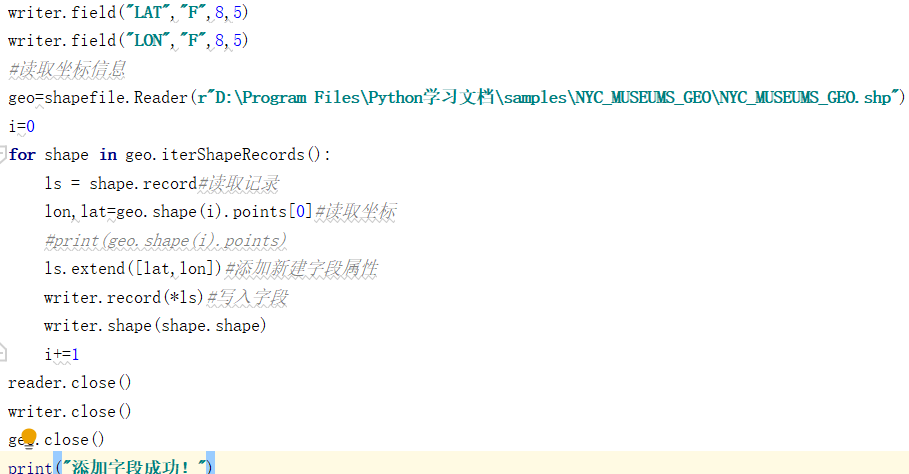 writer.field("LAT","F",8,5)
writer.field("LON","F",8,5)
#读取坐标信息
geo=shapefile.Reader(r"D:\Program Files\Python学习文档\samples\NYC_MUSEUMS_GEO\NYC_MUSEUMS_GEO.shp")
i=0
for shape in geo.iterShapeRecords():
    ls = shape.record#读取记录
    lon,lat=geo.shape(i).points[0]#读取坐标
    #print(geo.shape(i).points)
    ls.extend([lat,lon])#添加新建字段属性
    writer.record(*ls)#写入字段
    writer.shape(shape.shape)
    i+=1
reader.close()
writer.close()
geo.close()
print("添加字段成功！")